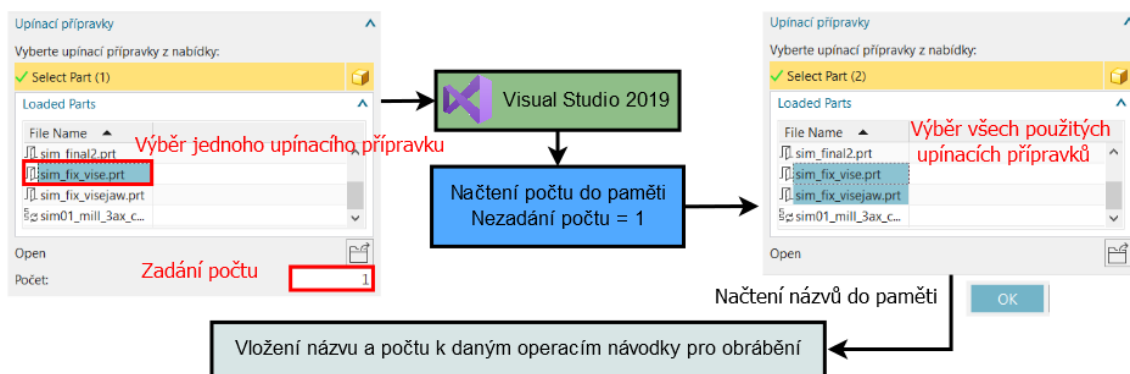 Upínací přípravky
Vyberte upínací přípravky z nabídky:
Select Part (1)
Loaded Parts
File Name
Výběr jednoho upínacího přípravku
sim_final2.prt
sim_fix_vise.prt
sim_fix_visejaw.prt
sim01_mill_3ax_c...
Open
Zadání počtu
Počet:
1
Visual Studio 2019
Načtení počtu do paměti
Nezadání počtu = 1
Upínací přípravky
Vyberte upínací přípravky z nabídky:
Select Part (2)
Loaded Parts
File Name
Výběr všech použitých
upínacích přípravků
sim_final2.prt
sim_fix_vise.prt
sim_fix_visejaw.prt
sim01_mill_3ax_c...
Open
Načtení názvů do paměti
OK
Vložení názvu a počtu k daným operacím návodky pro obrábění